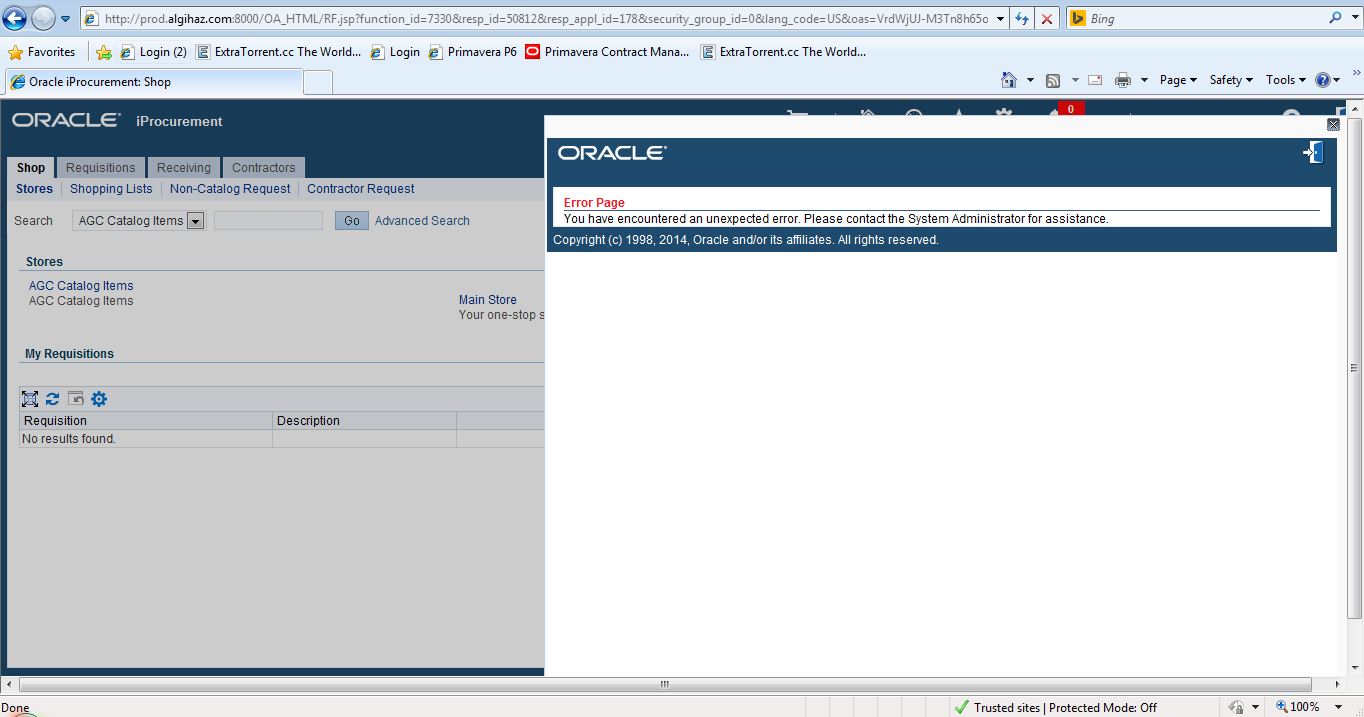 http://prod.algihaz.com:8000/OA_HTML/RF.jsp?function_id=7330&resp_id=50812&resp_appl_id=178&security_group_id=0&lang_code=US&oas=VrdWjUJ-M3Tn8h65o
Bing
Favorites Login (2) ExtraTorrent.cc The World... Login Primavera P6 Primavera Contract Mana... ExtraTorrent.cc The World...
Oracle iProcurement: Shop
Page Safety Tools
ORACLE iProcurement
0
Shop Requisitions Receiving Contractors
Stores Shopping Lists Non-Catalog Request Contractor Request
Search AGC Catalog Items Go Advanced Search
Stores
AGC Catalog Items
AGC Catalog Items
Main Store
Your one-stop s
My Requisitions
Requisition Description
No results found.
ORACLE
Error Page
You have encountered an unexpected error. Please contact the System Administrator for assistance.
Copyright (c) 1998, 2014, Oracle and/or its affiliates. All rights reserved.
Done
Trusted sites | Protected Mode: Off
100%